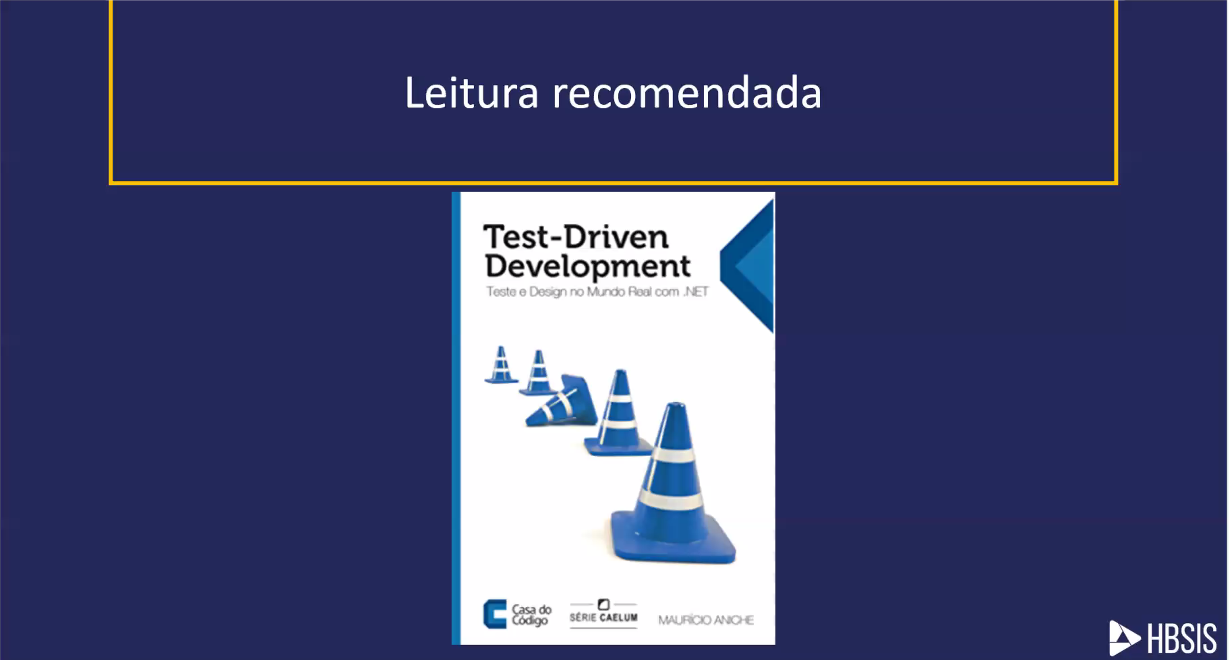 Leitura recomendada
Test-Driven
Development
Teste e Design no Mundo Real com .NET
Casa do
Código
SÉRIE CAELUM
MAURÍCIO ANICHE
HBSIS